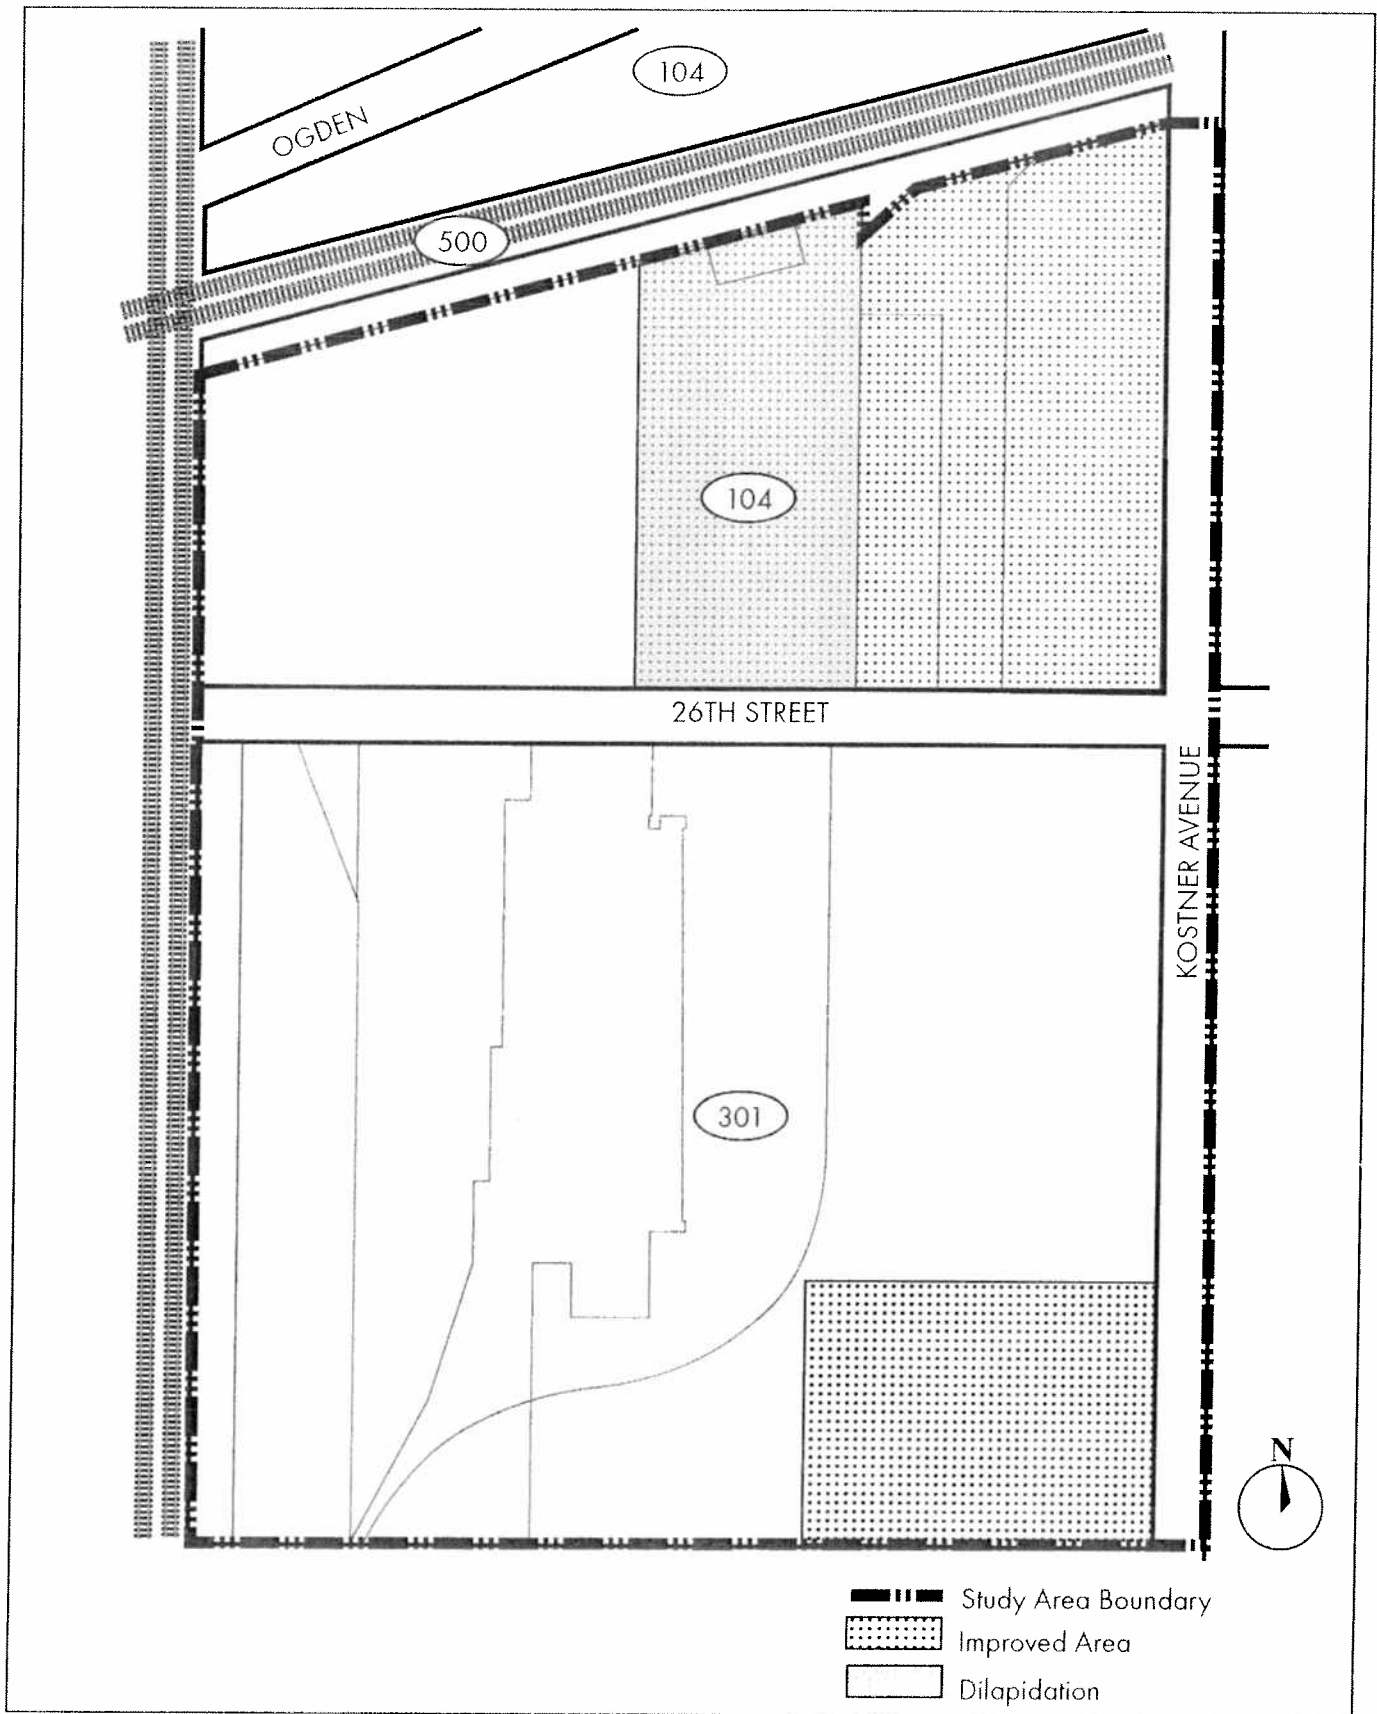 104
OGDEN
500
104
26TH STREET
KOSTNER AVENUE
301
N
Study Area Boundary
Improved Area
Dilapidation